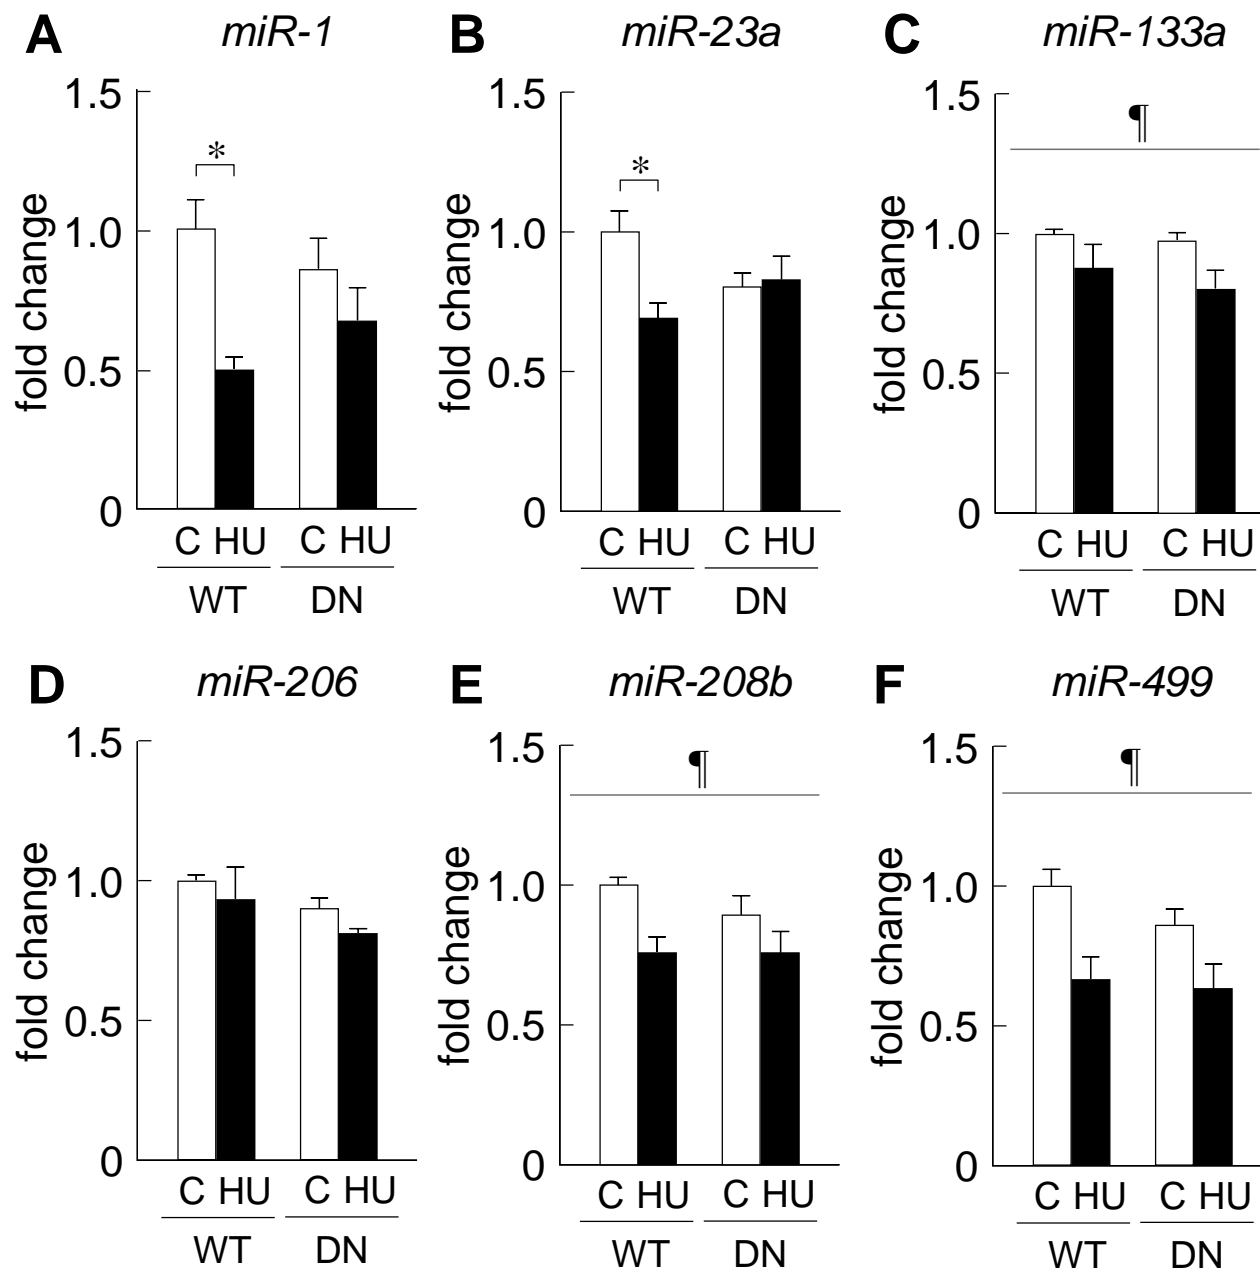 A miR-1
1.5
*
1.0
0.5
0
fold change
C HU C HU
WT DN
B miR-23a
1.5
*
1.0
0.5
0
fold change
C HU C HU
WT DN
C miR-133a
1.5
¶
1.0
0.5
0
fold change
C HU C HU
WT DN
D miR-206
1.5
1.0
0.5
0
fold change
C HU C HU
WT DN
E miR-208b
1.5
¶
1.0
0.5
0
fold change
C HU C HU
WT DN
F miR-499
1.5
¶
1.0
0.5
0
fold change
C HU C HU
WT DN